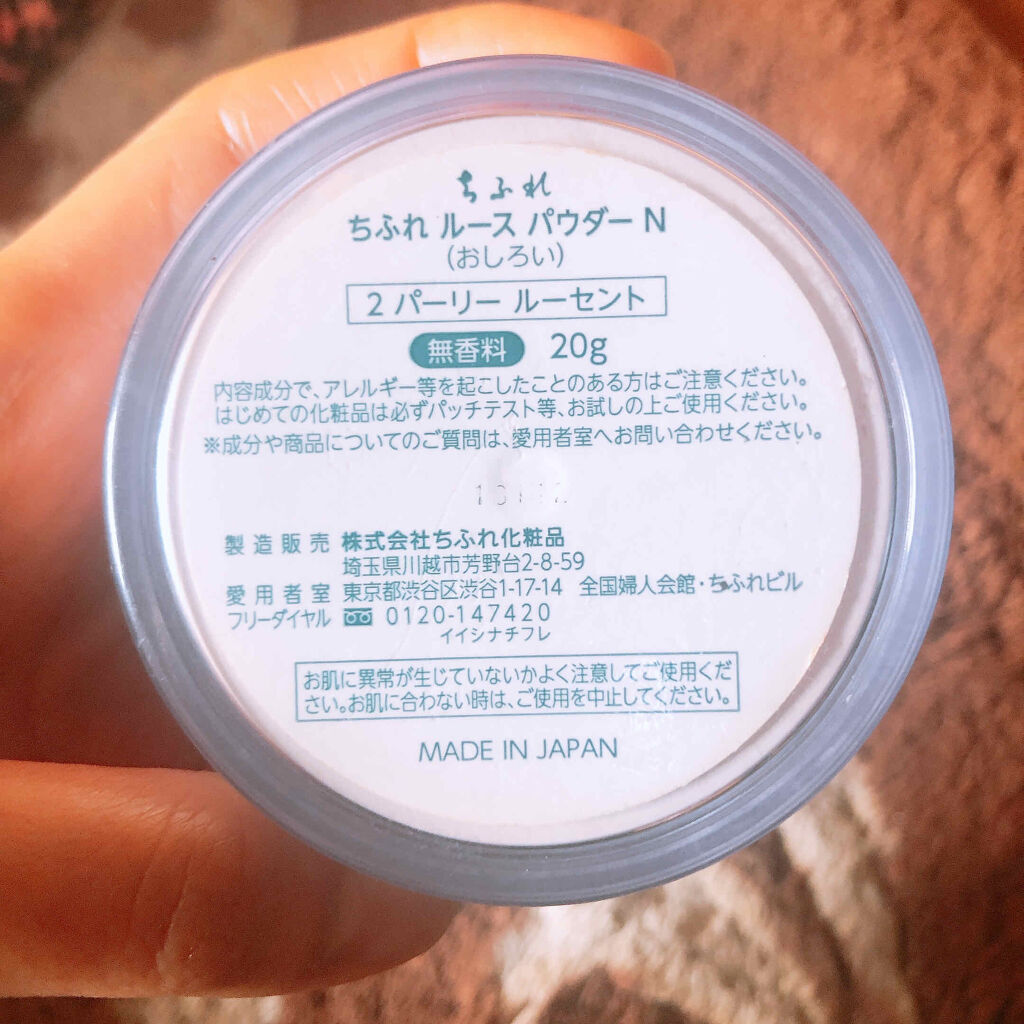 ちふれ
ちふれ ルース パウダー N
(おしろい)
2 パーリー ルーセント
無香料 20g
内容成分で、アレルギー等を起こしたことのある方はご注意ください。
はじめての化粧品は必ずパッチテスト等、お試しの上ご使用ください。
※成分や商品についてのご質問は、愛用者室へお問い合わせください。
製造販売 株式会社ちふれ化粧品
埼玉県川越市芳野台2-8-59
愛用者室 東京都渋谷区渋谷1-17-14 全国婦人会館・ちふれビル
フリーダイヤル 0120-147420
イイシナチフレ
お肌に異常が生じていないかよく注意してご使用くだ
さい。お肌に合わない時は、ご使用を中止してください。
MADE IN JAPAN